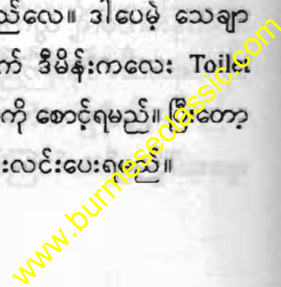 ည်လေ။ ဒါပေမဲ့ သေချာ
က် ဒီမိန်းကလေး Toilet
ကို စောင့်ရမည်။ ပြီးတော့
းလင်းပေးရမည်။
www.burmeseclassic.com